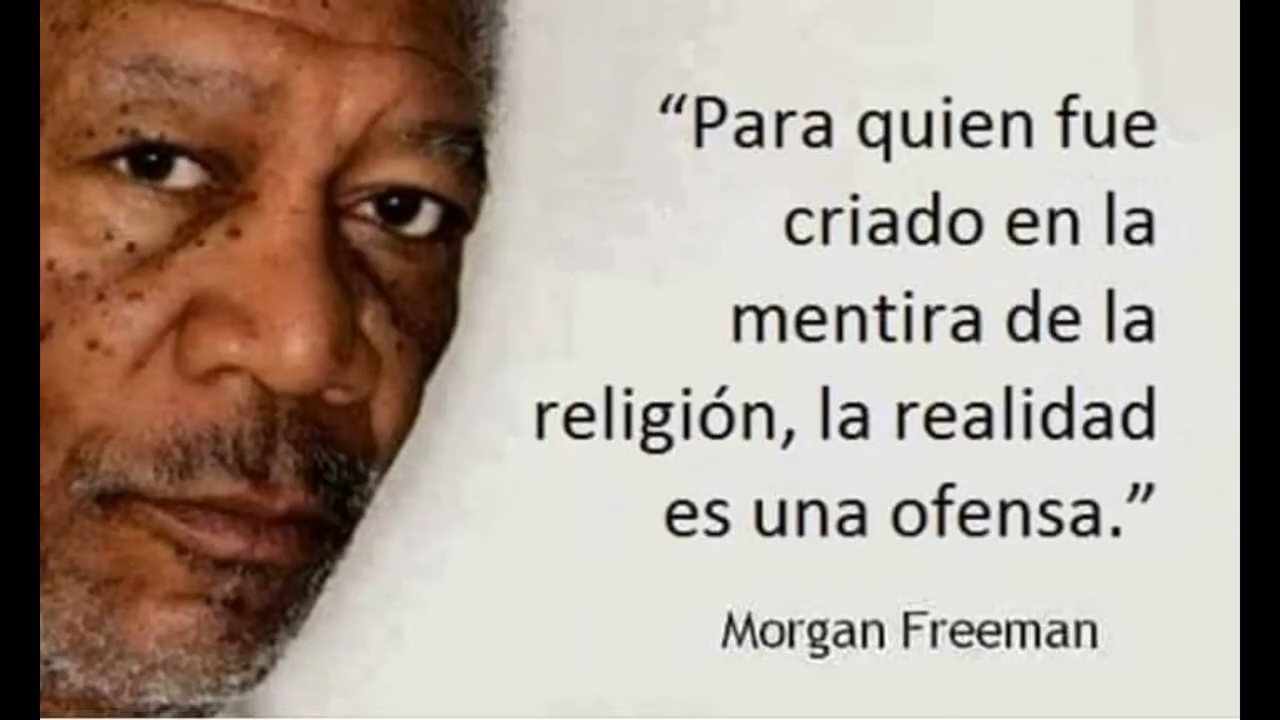 “Para quien fue
criado en la
mentira de la
religión, la realidad
es una ofensa.”
Morgan Freeman